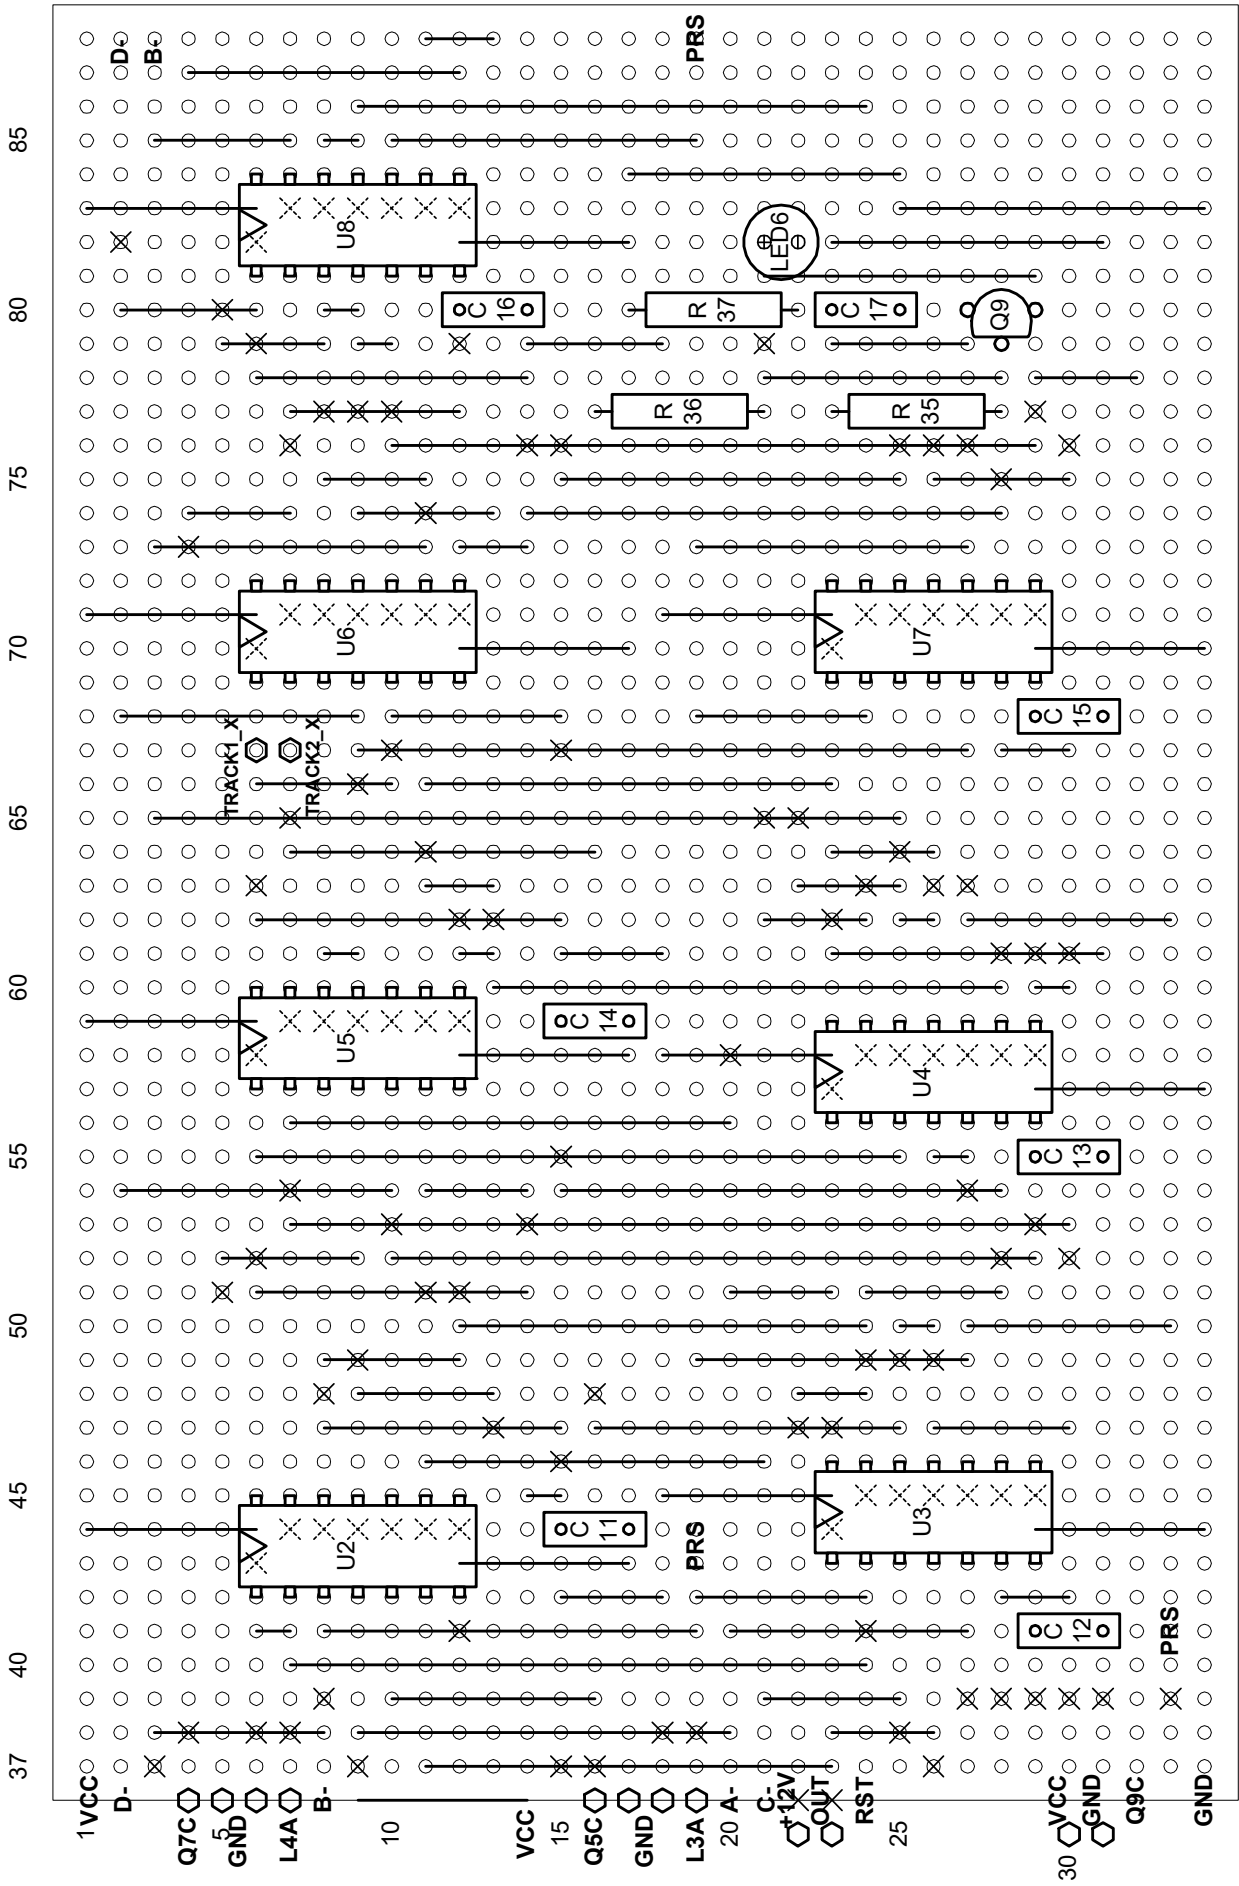 D-
B-
PRS
85
U8
LED6
80
C 16
R 37
C 17
Q9
R 36
R 35
75
70
U6
U7
TRACK1_X
TRACK2_X
C 15
65
60
U5
C 14
U4
55
C 13
50
45
U2
C 11
PRS
U3
40
C 12
PRS
37
1
VCC
D-
Q7C
5
GND
L4A
B-
10
VCC
15
Q5C
GND
L3A
20
A-
C-
+12V
OUT
RST
25
30
VCC
GND
Q9C
GND